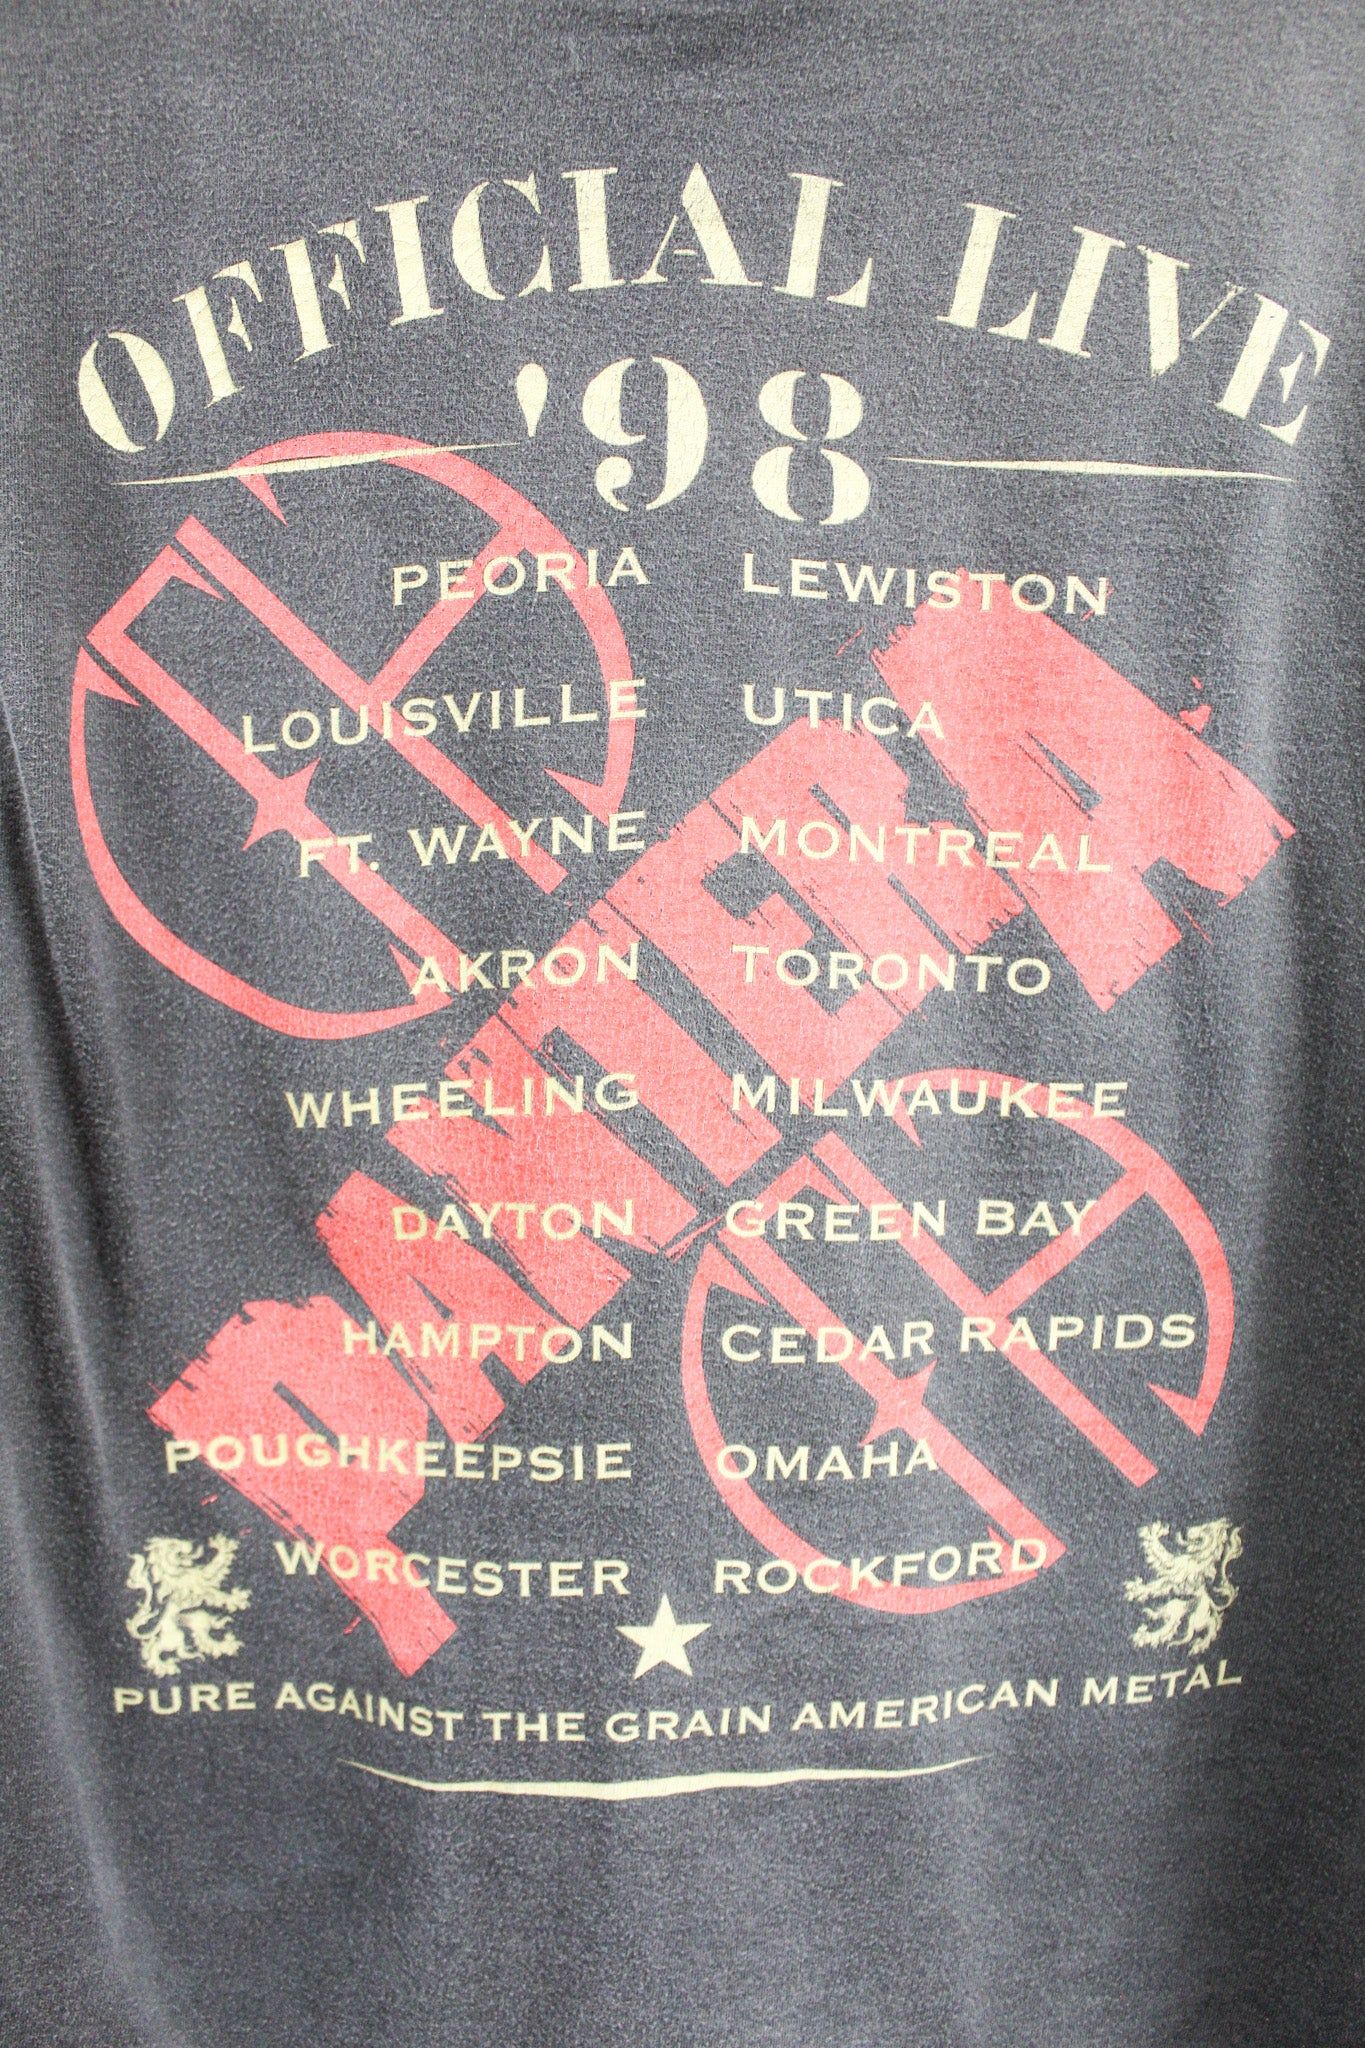 OFFICIAL LIVE
'98
PEORIA LEWISTON
LOUISVILLE UTICA
FT. WAYNE MONTREAL
AKRON TORONTO
WHEELING MILWAUKEE
DAYTON GREEN BAY
HAMPTON CEDAR RAPIDS
POUGHKEEPSIE OMAHA
WORCESTER ROCKFORD
PANTERA
PURE AGAINST THE GRAIN AMERICAN METAL